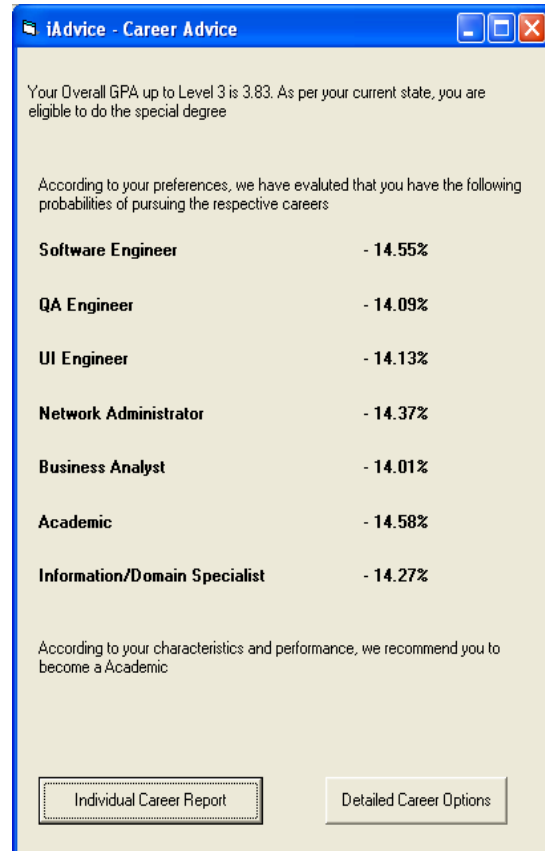 iAdvice - Career Advice
Your Overall GPA up to Level 3 is 3.83. As per your current state, you are
eligible to do the special degree
According to your preferences, we have evaluted that you have the following
probabilities of pursuing the respective careers
Software Engineer - 14.55%
QA Engineer - 14.09%
UI Engineer - 14.13%
Network Administrator - 14.37%
Business Analyst - 14.01%
Academic - 14.58%
Information/Domain Specialist - 14.27%
According to your characteristics and performance, we recommend you to
become a Academic
Individual Career Report Detailed Career Options